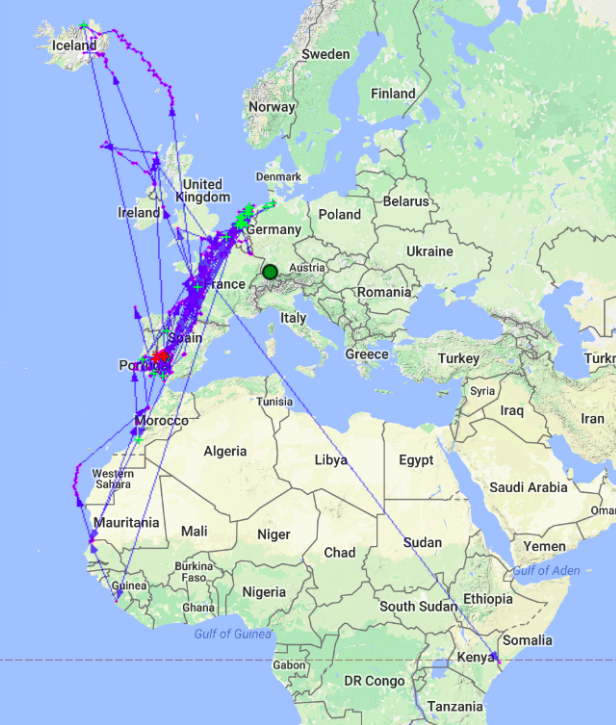 Iceland
Sweden
Finland
Norway
Denmark
United
Kingdom
Ireland
Poland
Belarus
Germany
Ukraine
Austria
France
Romania
Italy
Spain
Greece
Turkey
Portugal
Tunisia
Syria
Iraq
Iran
Morocco
Algeria
Libya
Egypt
Western
Sahara
Saudi Arabia
Mauritania
Mali
Niger
Chad
Sudan
Yemen
Gulf of Aden
Burkina
Faso
Guinea
Ghana
Nigeria
South Sudan
Ethiopia
Gulf of Guinea
Somalia
Gabon
Kenya
DR Congo
Tanzania